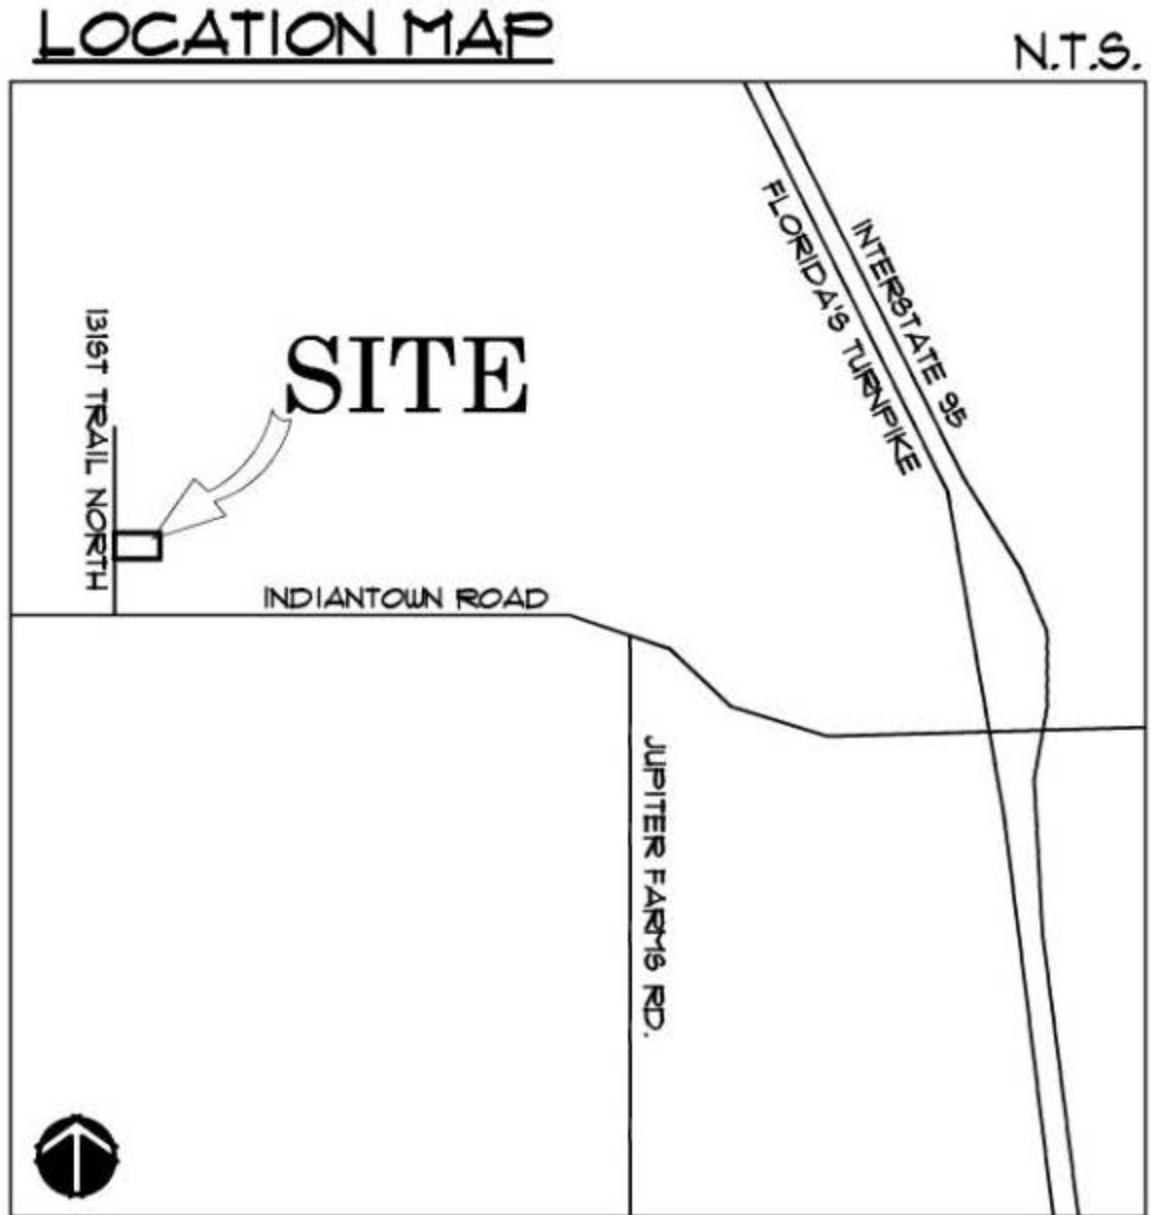 LOCATION MAP
N.T.S.
FLORIDA'S TURNPIKE
INTERSTATE 95
131ST TRAIL NORTH
SITE
INDIANTOWN ROAD
JUPITER FARMS RD.